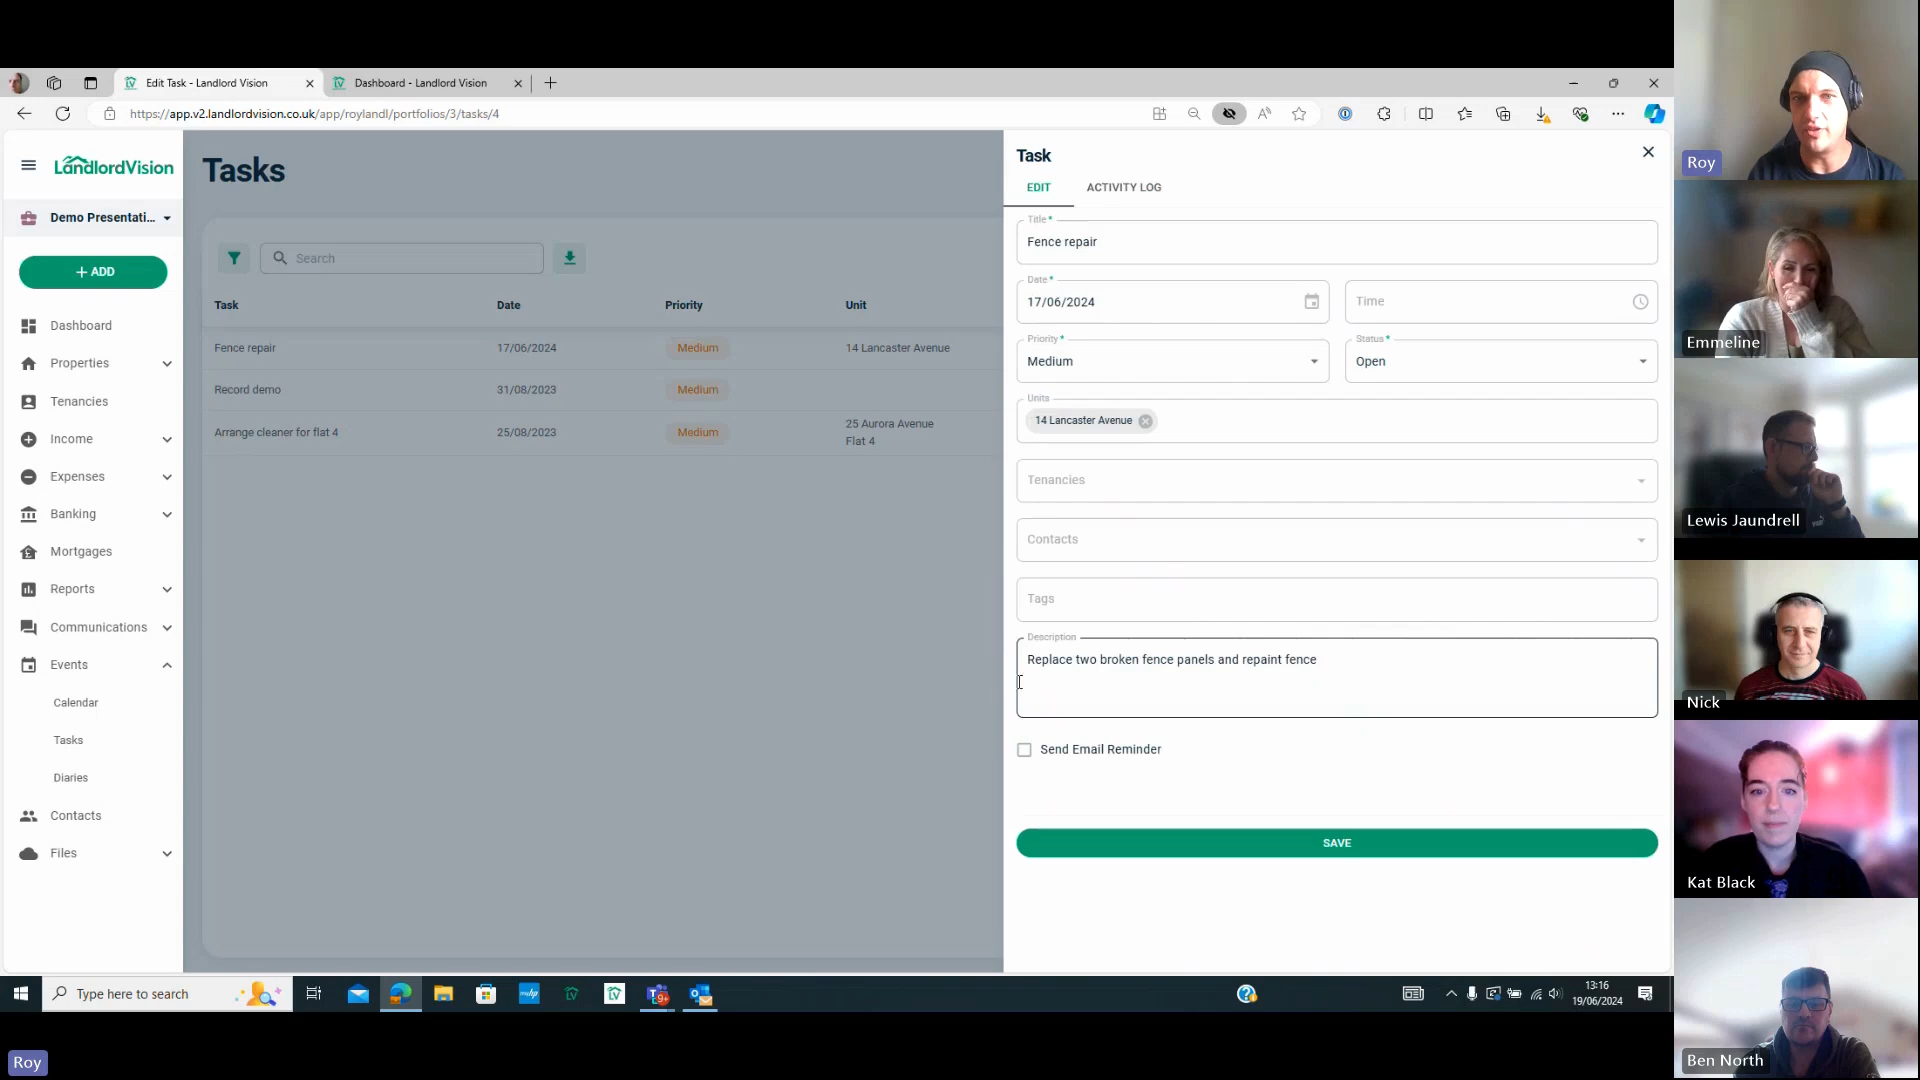 Edit Task - Landlord Vision
Dashboard - Landlord Vision
https://app.v2.landlordvision.co.uk/app/roylandl/portfolios/3/tasks/4
LandlordVision
Demo Presentati...
+ ADD
Dashboard
Properties
Tenancies
Income
Expenses
Banking
Mortgages
Reports
Communications
Events
Calendar
Tasks
Diaries
Contacts
Files
Tasks
Search
Task Date Priority Unit
Fence repair 17/06/2024 Medium 14 Lancaster Avenue
Record demo 31/08/2023 Medium
Arrange cleaner for flat 4 25/08/2023 Medium 25 Aurora Avenue
Flat 4
Task
EDIT ACTIVITY LOG
Title *
Fence repair
Date *
17/06/2024
Time
Priority *
Medium
Status *
Open
Units
14 Lancaster Avenue
Tenancies
Contacts
Tags
Description
Replace two broken fence panels and repaint fence
Send Email Reminder
SAVE
Type here to search
13:16
19/06/2024
Roy
Roy
Emmeline
Lewis Jaundrell
Nick
Kat Black
Ben North